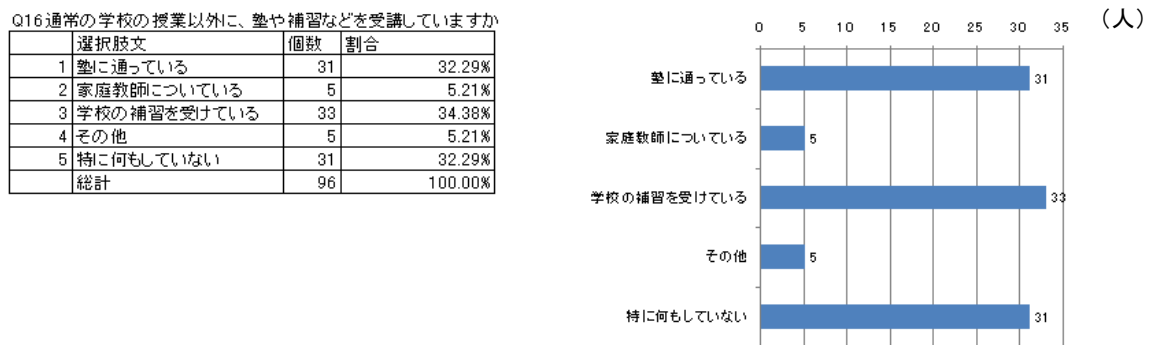 Q16通常の学校の授業以外に、塾や補習などを受講していますか
選択肢文 個数 割合
1 塾に通っている 31 32.29%
2 家庭教師についている 5 5.21%
3 学校の補習を受けている 33 34.38%
4 その他 5 5.21%
5 特に何もしていない 31 32.29%
総計 96 100.00%
(人)
0 5 10 15 20 25 30 35
塾に通っている 31
家庭教師についている 5
学校の補習を受けている 33
その他 5
特に何もしていない 31